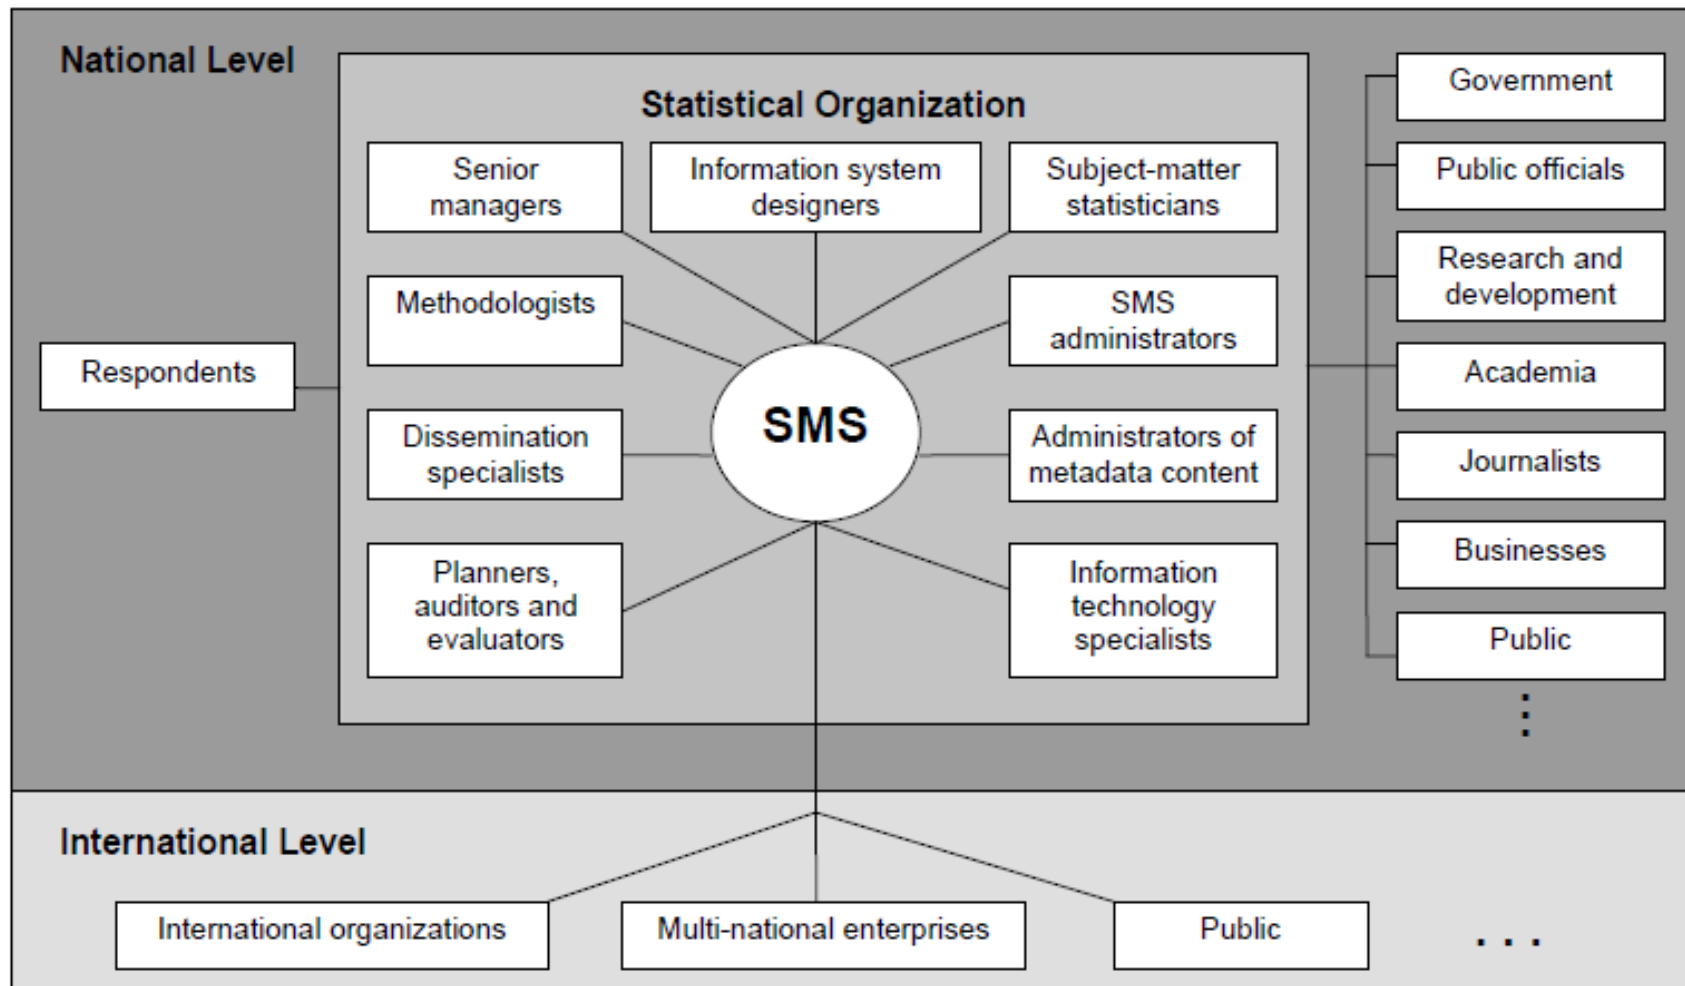 National Level
Statistical Organization
Senior
managers
Information system
designers
Subject-matter
statisticians
Methodologists
SMS
administrators
Respondents
SMS
Dissemination
specialists
Administrators of
metadata content
Planners,
auditors and
evaluators
Information
technology
specialists
Government
Public officials
Research and
development
Academia
Journalists
Businesses
Public
⋮
International Level
International organizations
Multi-national enterprises
Public
. . .